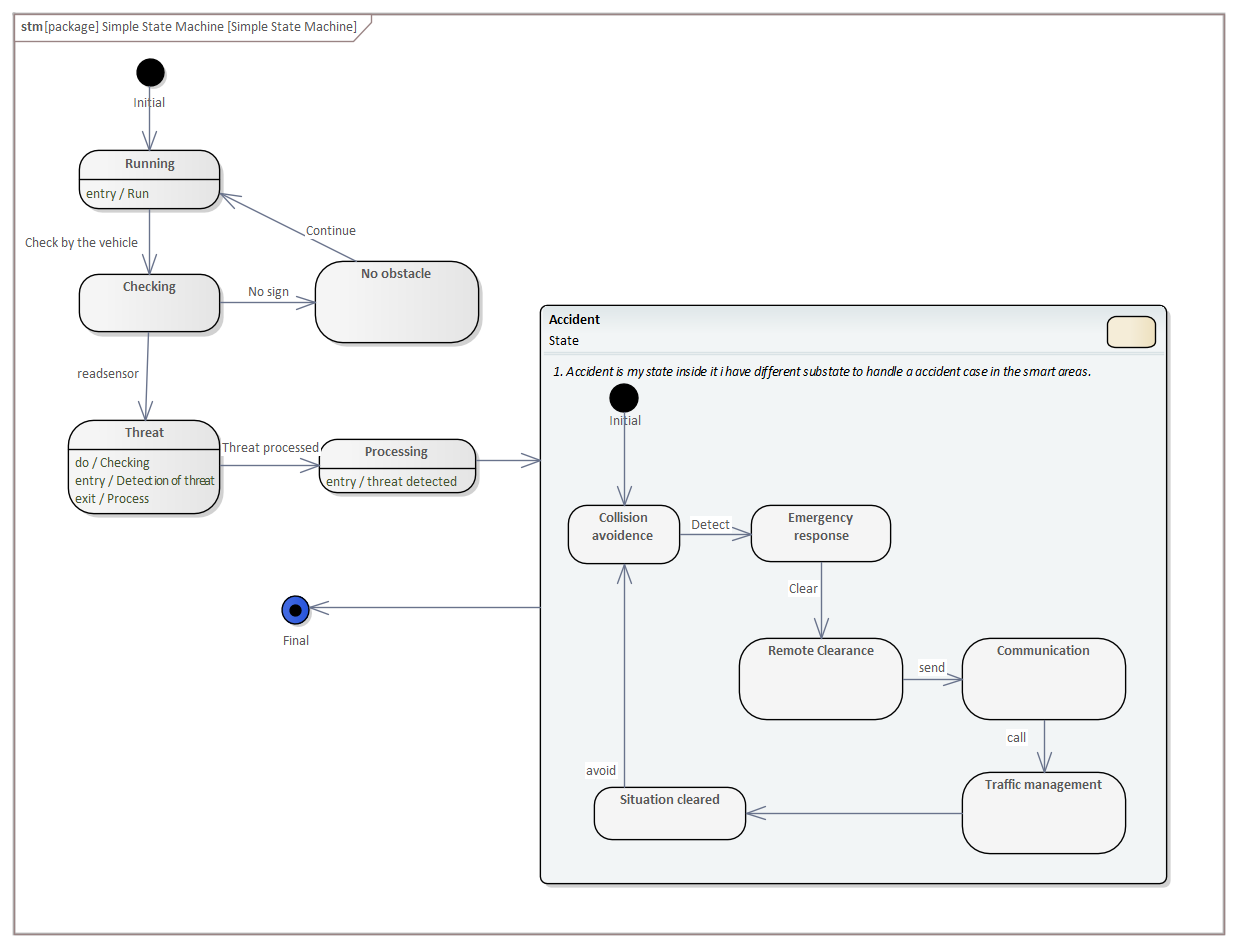 stm [package] Simple State Machine [Simple State Machine]
Initial
Running
entry / Run
Continue
Check by the vehicle
Checking
No sign
No obstacle
readsensor
Threat
do / Checking
entry / Detection of threat
exit / Process
Threat processed
Processing
entry / threat detected
Final
Accident
State
1. Accident is my state inside it i have different substate to handle a accident case in the smart areas.
Initial
Collision
avoidence
Detect
Emergency
response
Clear
Remote Clearance
send
Communication
call
Traffic management
avoid
Situation cleared